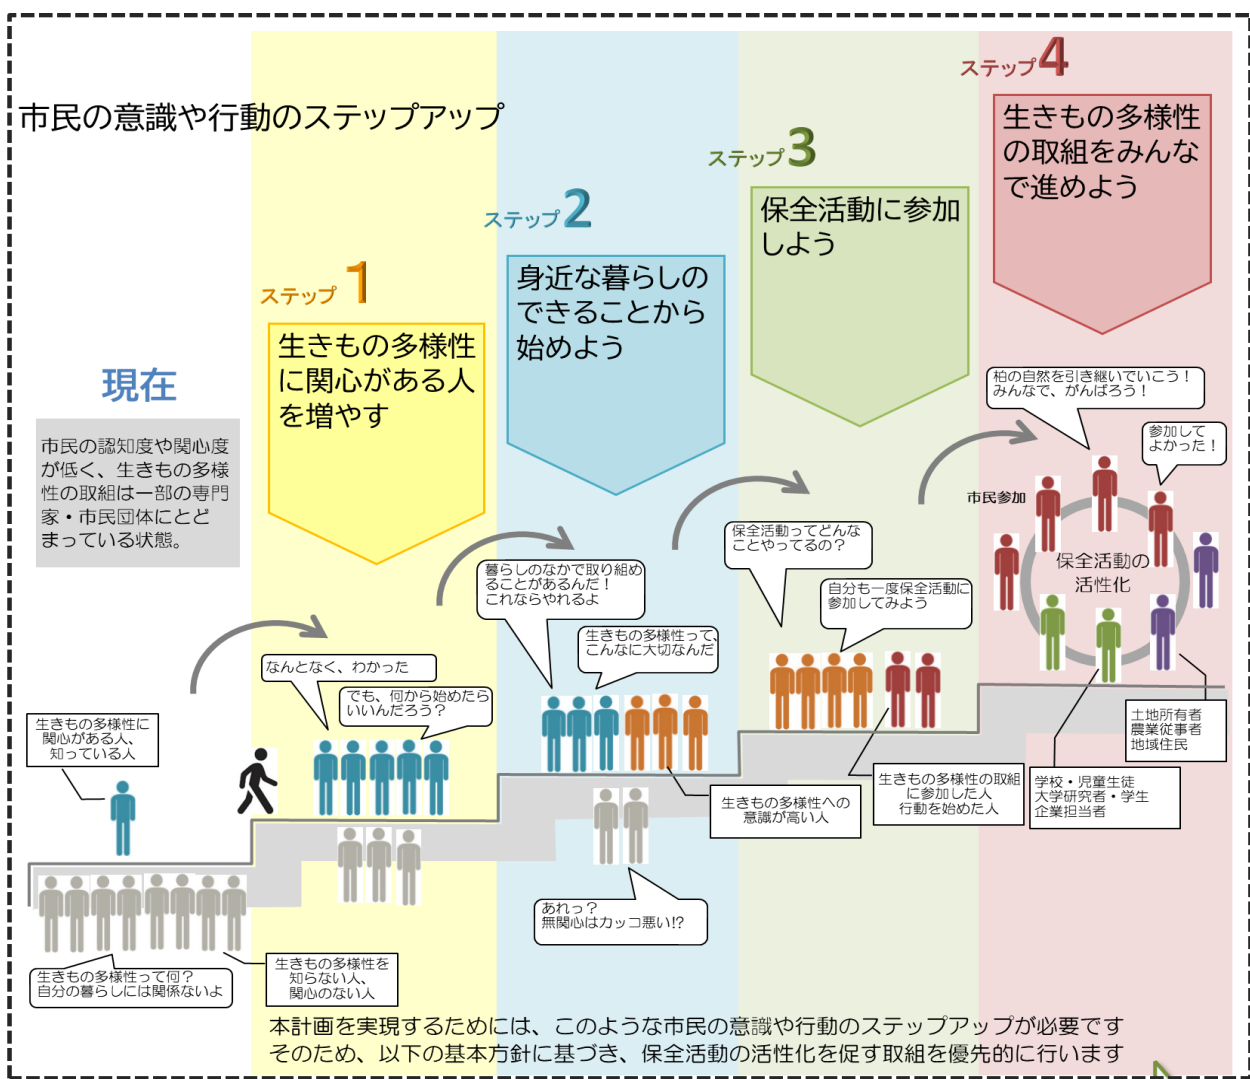 市民の意識や行動のステップアップ
現在
市民の認知度や関心度
が低く、生きもの多様
性の取組は一部の専門
家・市民団体にとど
まっている状態。
生きもの多様性に
関心がある人、
知っている人
生きもの多様性って何？
自分の暮らしには関係ないよ
生きもの多様性を
知らない人、
関心のない人
ステップ1
生きもの多様性
に関心がある人
を増やす
なんとなく、わかった
でも、何から始めたら
いいんだろう？
ステップ2
身近な暮らしの
できることから
始めよう
暮らしのなかで取り組め
ることがあるんだ！
これならやれるよ
生きもの多様性って、
こんなに大切なんだ
あれっ？
無関心はカッコ悪い!?
生きもの多様性への
意識が高い人
ステップ3
保全活動に参加
しよう
保全活動ってどんな
ことやってるの？
自分も一度保全活動に
参加してみよう
生きもの多様性の取組
に参加した人
行動を始めた人
ステップ4
生きもの多様性
の取組をみんな
で進めよう
柏の自然を引き継いでいこう！
みんなで、がんばろう！
参加して
よかった！
市民参加
保全活動の
活性化
土地所有者
農業従事者
地域住民
学校・児童生徒
大学研究者・学生
企業担当者
本計画を実現するためには、このような市民の意識や行動のステップアップが必要です
そのため、以下の基本方針に基づき、保全活動の活性化を促す取組を優先的に行います